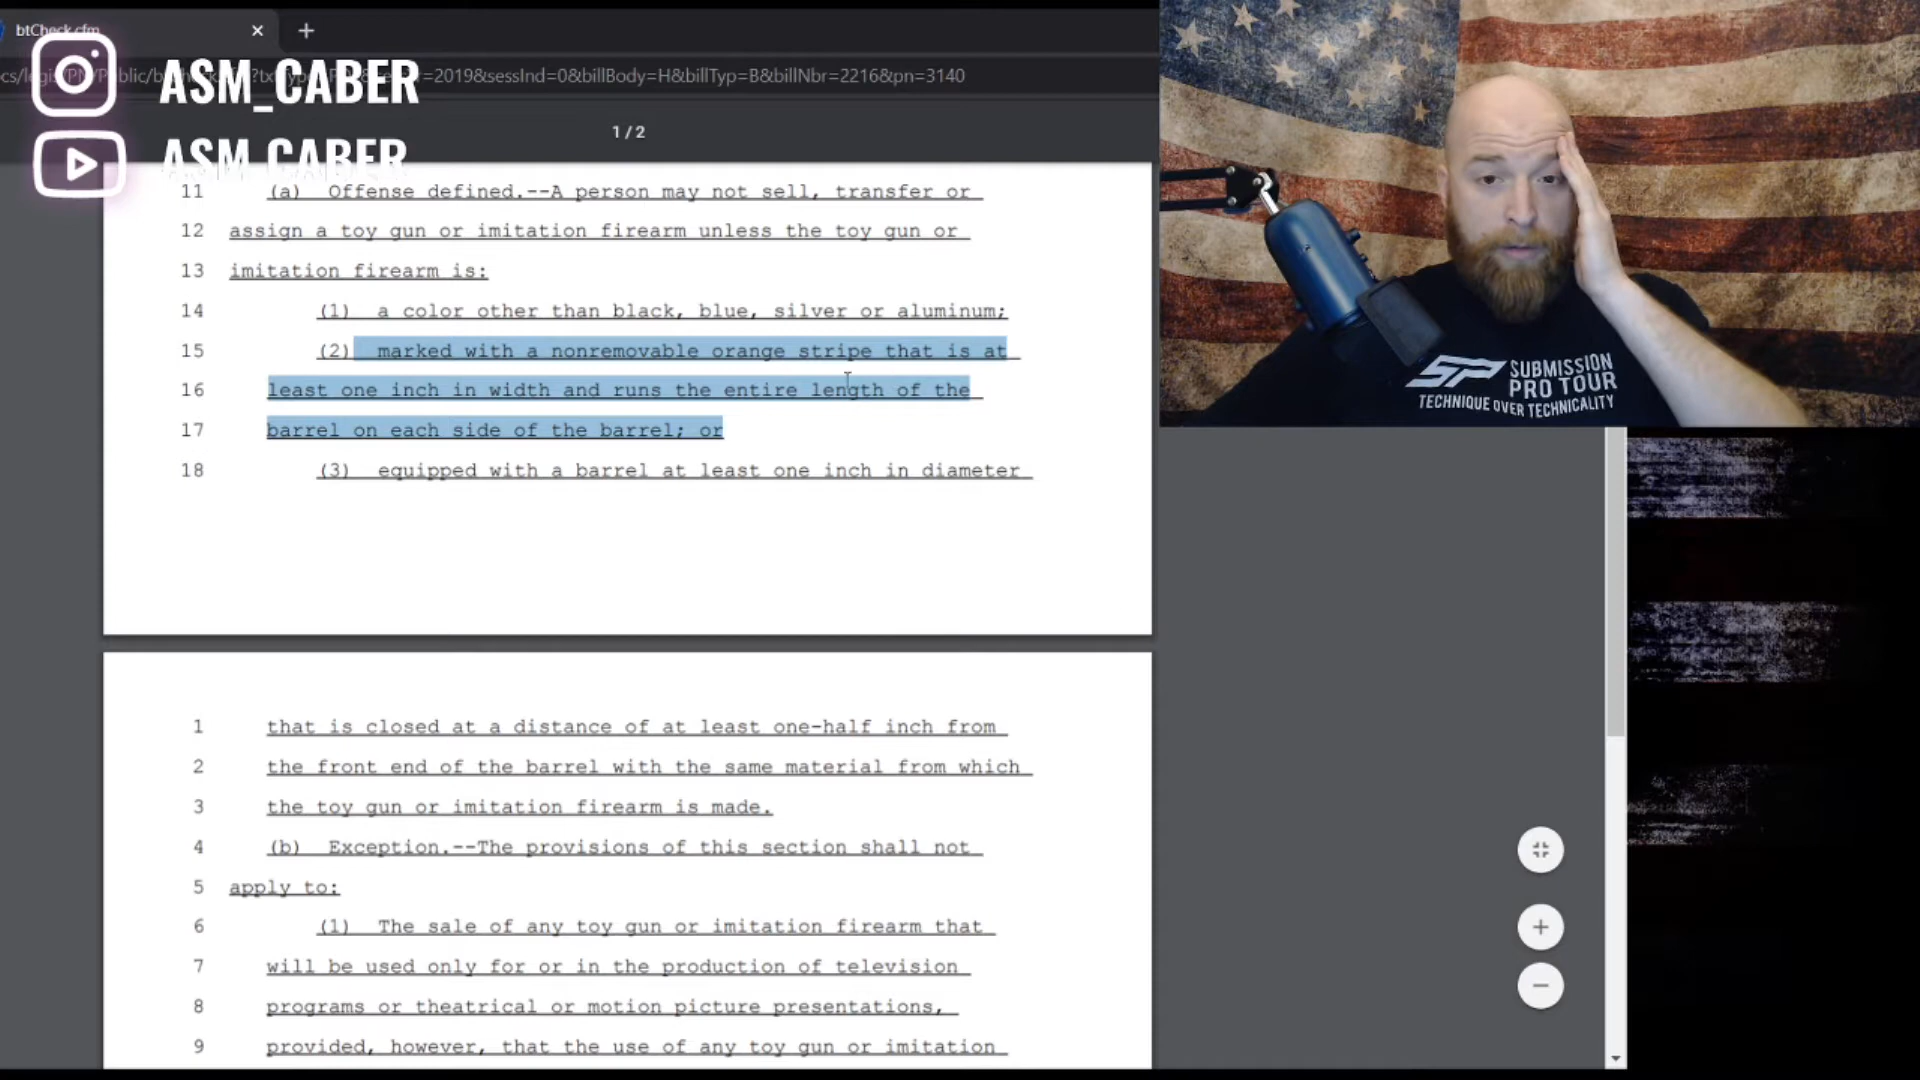 btCheck.cfm
=2019&sessInd=0&billBody=H&billTyp=B&billNbr=2216&pn=3140
ASM_CABER
ASM CABER
1 / 2
11 (a) Offense defined.--A person may not sell, transfer or
12 assign a toy gun or imitation firearm unless the toy gun or
13 imitation firearm is:
14 (1) a color other than black, blue, silver or aluminum;
15 (2) marked with a nonremovable orange stripe that is at
16 least one inch in width and runs the entire length of the
17 barrel on each side of the barrel; or
18 (3) equipped with a barrel at least one inch in diameter
1 that is closed at a distance of at least one-half inch from
2 the front end of the barrel with the same material from which
3 the toy gun or imitation firearm is made.
4 (b) Exception.--The provisions of this section shall not
5 apply to:
6 (1) The sale of any toy gun or imitation firearm that
7 will be used only for or in the production of television
8 programs or theatrical or motion picture presentations,
9 provided, however, that the use of any toy gun or imitation
SP SUBMISSION
PRO TOUR
TECHNIQUE OVER TECHNICALITY